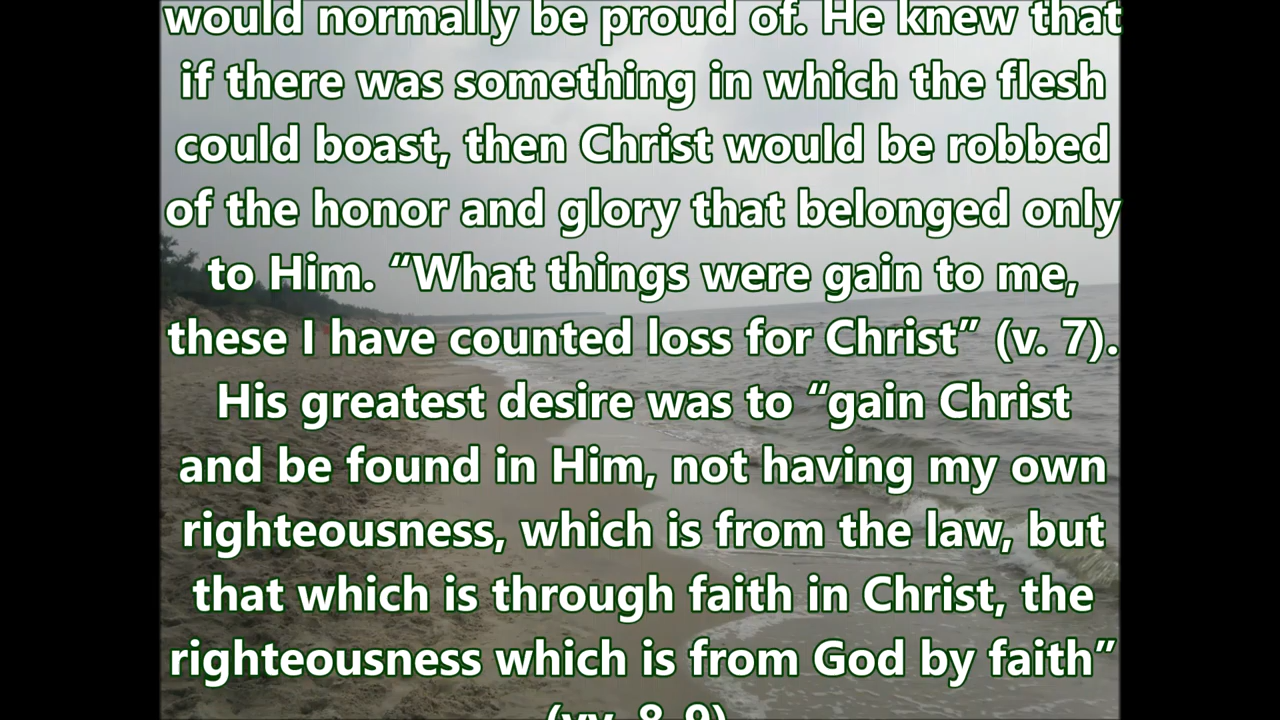 would normally be proud of. He knew that
if there was something in which the flesh
could boast, then Christ would be robbed
of the honor and glory that belonged only
to Him. “What things were gain to me,
these I have counted loss for Christ” (v. 7).
His greatest desire was to “gain Christ
and be found in Him, not having my own
righteousness, which is from the law, but
that which is through faith in Christ, the
righteousness which is from God by faith”
(vv. 8-9)